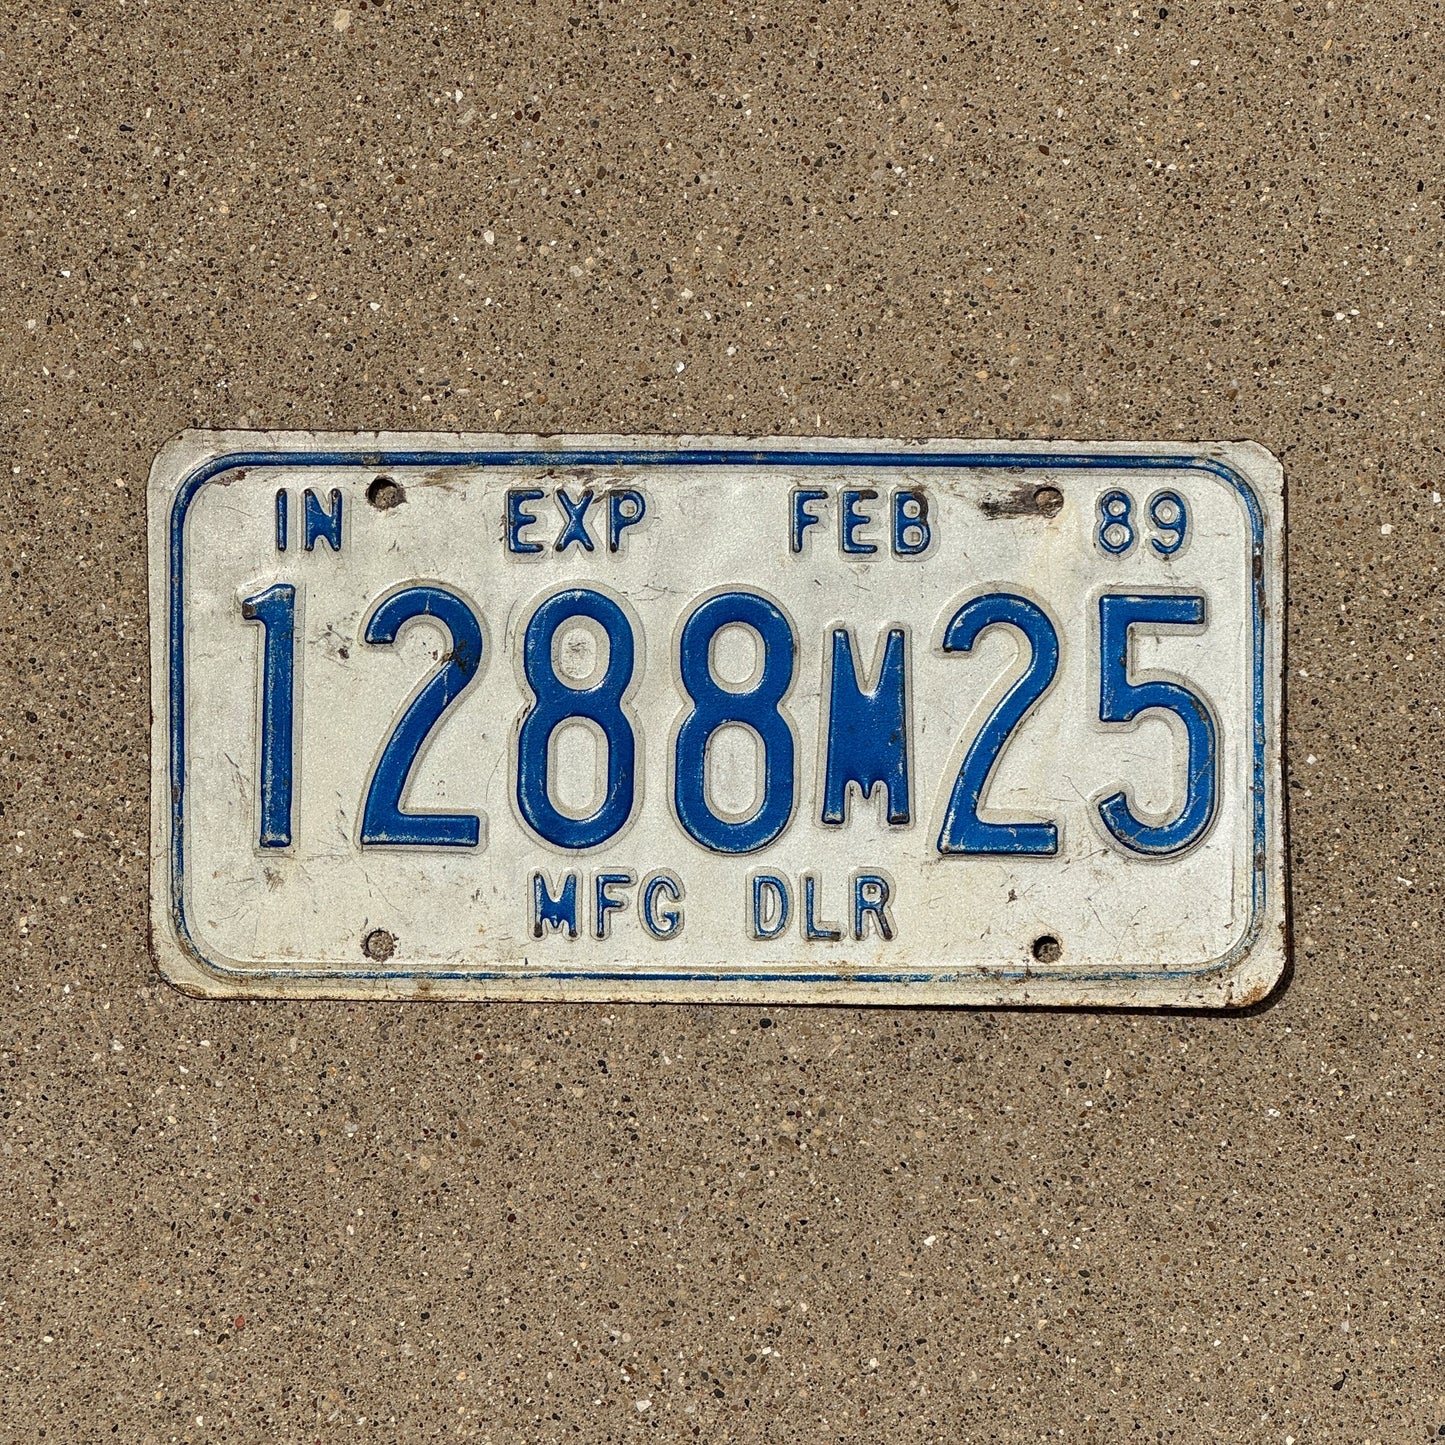 IN EXP FEB 89
1288M25
MFG DLR